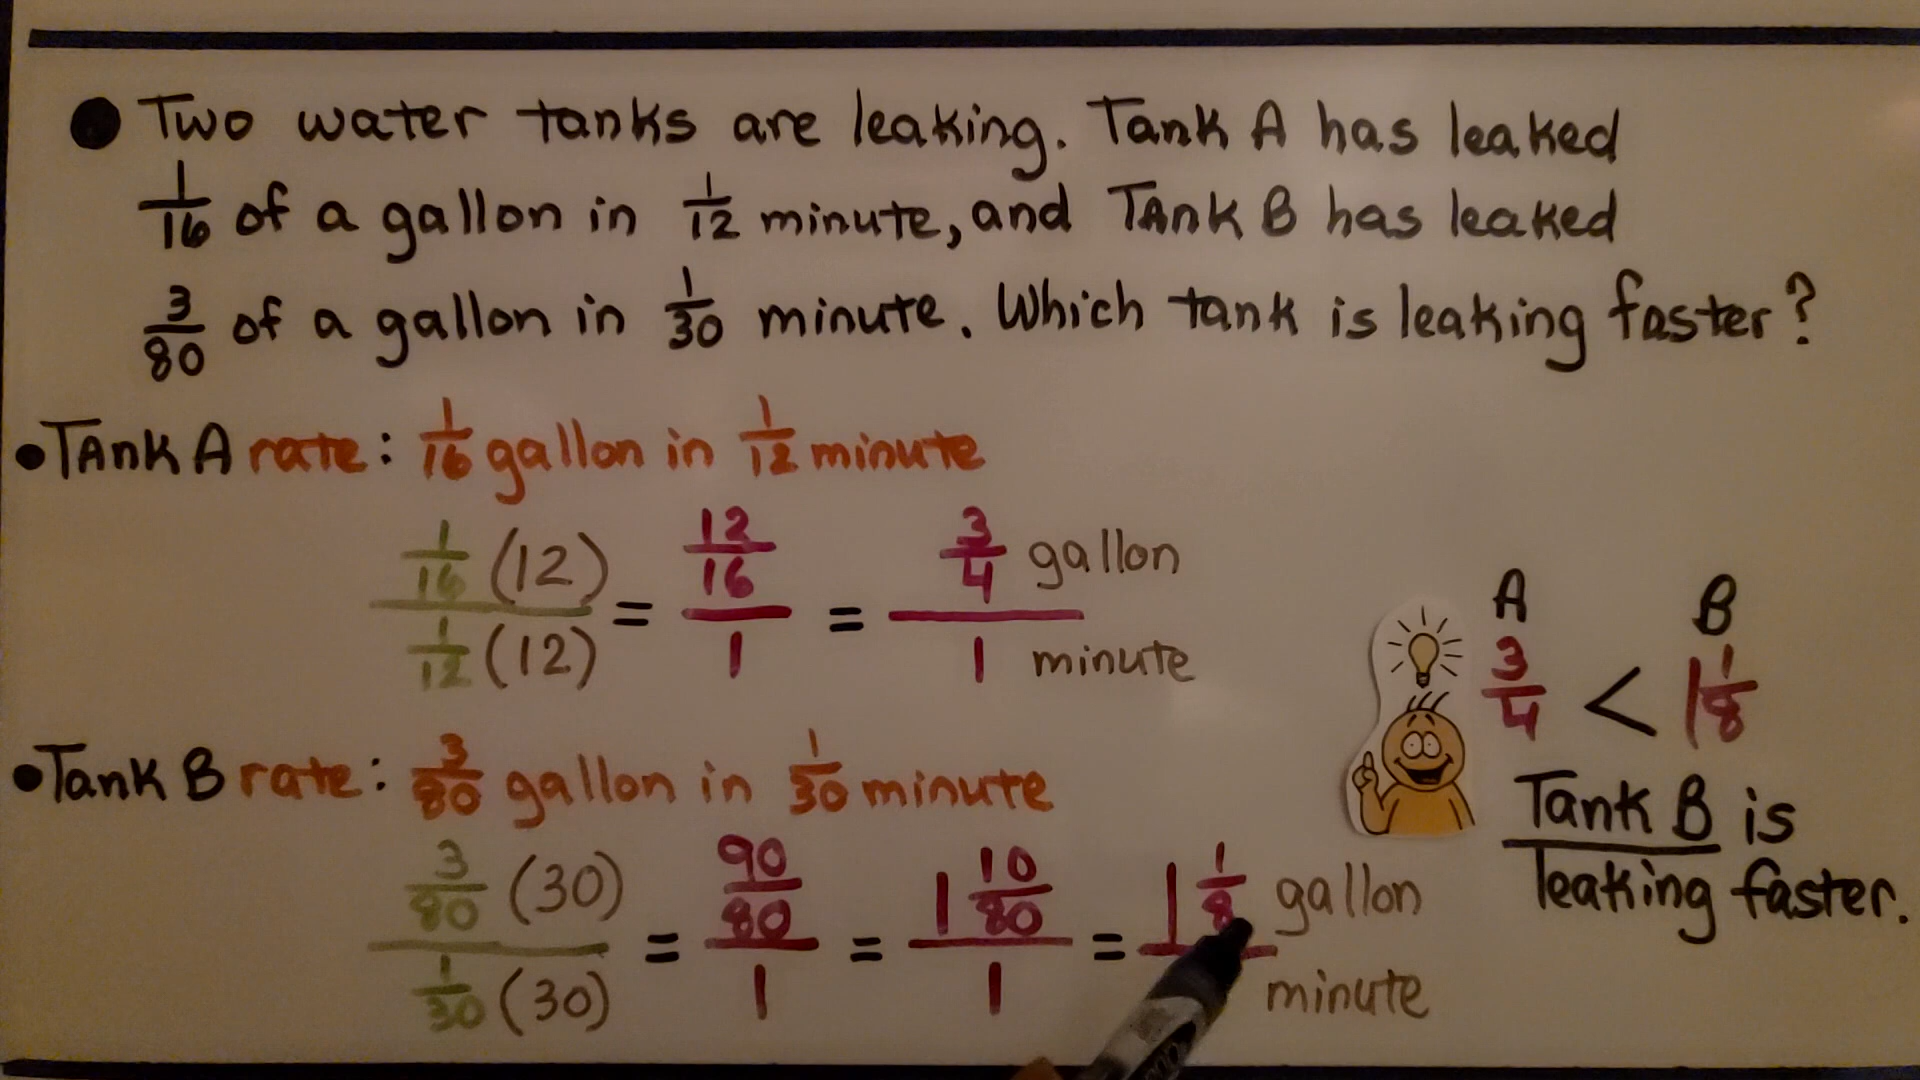 ● Two water tanks are leaking. Tank A has leaked
1/16 of a gallon in 1/12 minute, and TAnk B has leaked
3/80 of a gallon in 1/30 minute. Which tank is leaking faster?
• TAnk A rate: 1/16 gallon in 1/12 minute
1/16 (12) / 1/12 (12) = 12/16 / 1 = 3/4 gallon / 1 minute
A B
3/4 < 1 1/8
• Tank B rate: 3/80 gallon in 1/30 minute
3/80 (30) / 1/30 (30) = 90/80 / 1 = 1 10/80 / 1 = 1 1/8 gallon / minute
Tank B is
leaking faster.